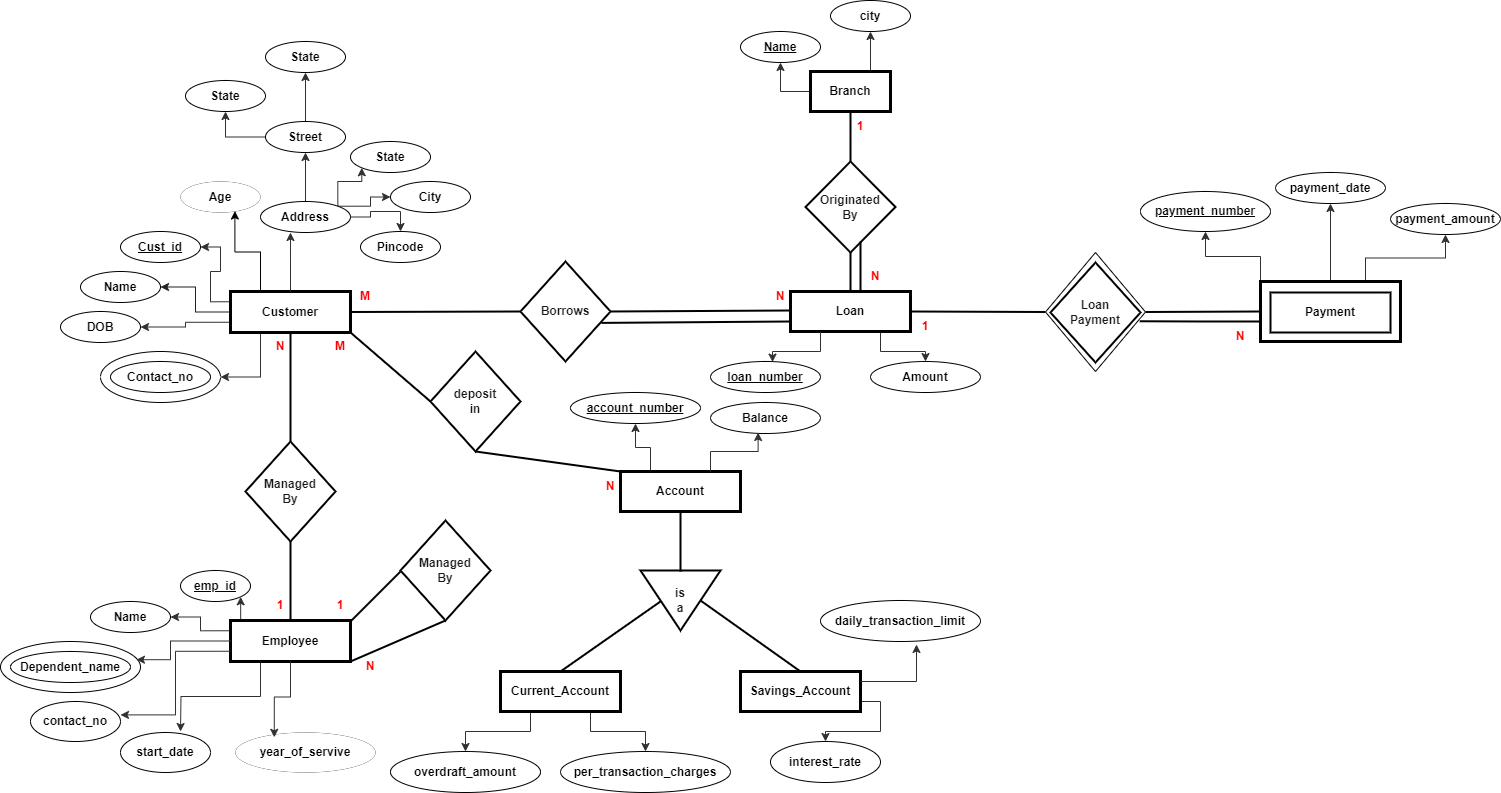 city
Name
Branch
1
State
State
Street
State
Age
City
Address
Pincode
Cust_id
Name
DOB
Contact_no
Customer
M
N
M
Borrows
Originated
By
N
N
Loan
1
loan_number
Amount
Loan
Payment
payment_number
payment_date
payment_amount
Payment
N
deposit
in
account_number
Balance
N
Account
Managed
By
Managed
By
emp_id
1
1
Name
Employee
Dependent_name
N
contact_no
start_date
year_of_servive
is
a
Current_Account
Savings_Account
daily_transaction_limit
overdraft_amount
per_transaction_charges
interest_rate